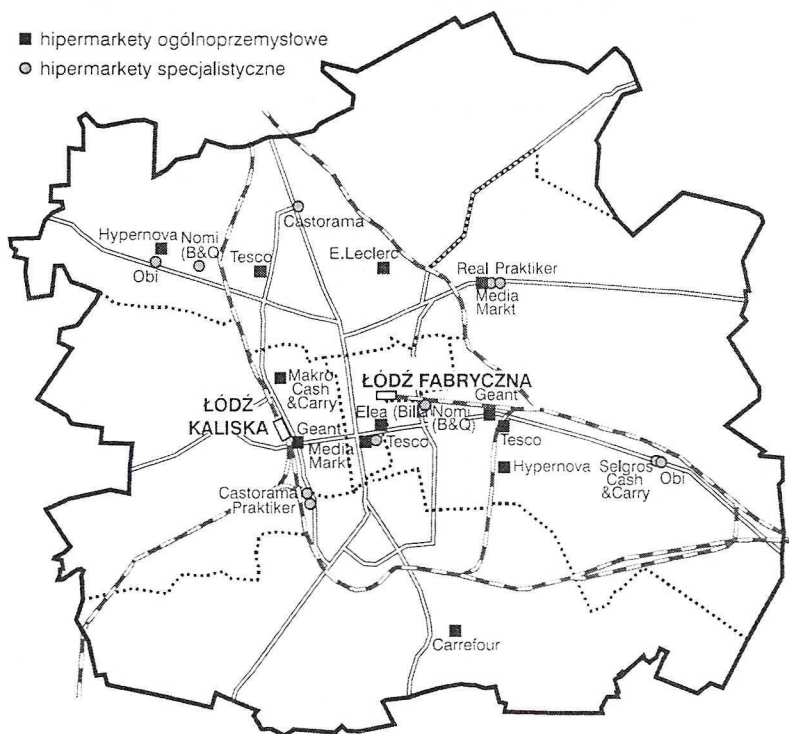 hipermarkety ogólnoprzemysłowe
hipermarkety specjalistyczne
Castorama
Hypernova
Nomi
(B&Q)
Obi
Tesco
E.Leclerc
Real Praktiker
Media
Markt
Makro
Cash
&Carry
ŁÓDŹ FABRYCZNA
Geant
ŁÓDŹ
KALISKA
Elea (Billa)
Nomi
(B&Q)
Geant
Media
Markt
Tesco
Tesco
Hypernova
Selgros
Cash
&Carry
Obi
Castorama
Praktiker
Carrefour